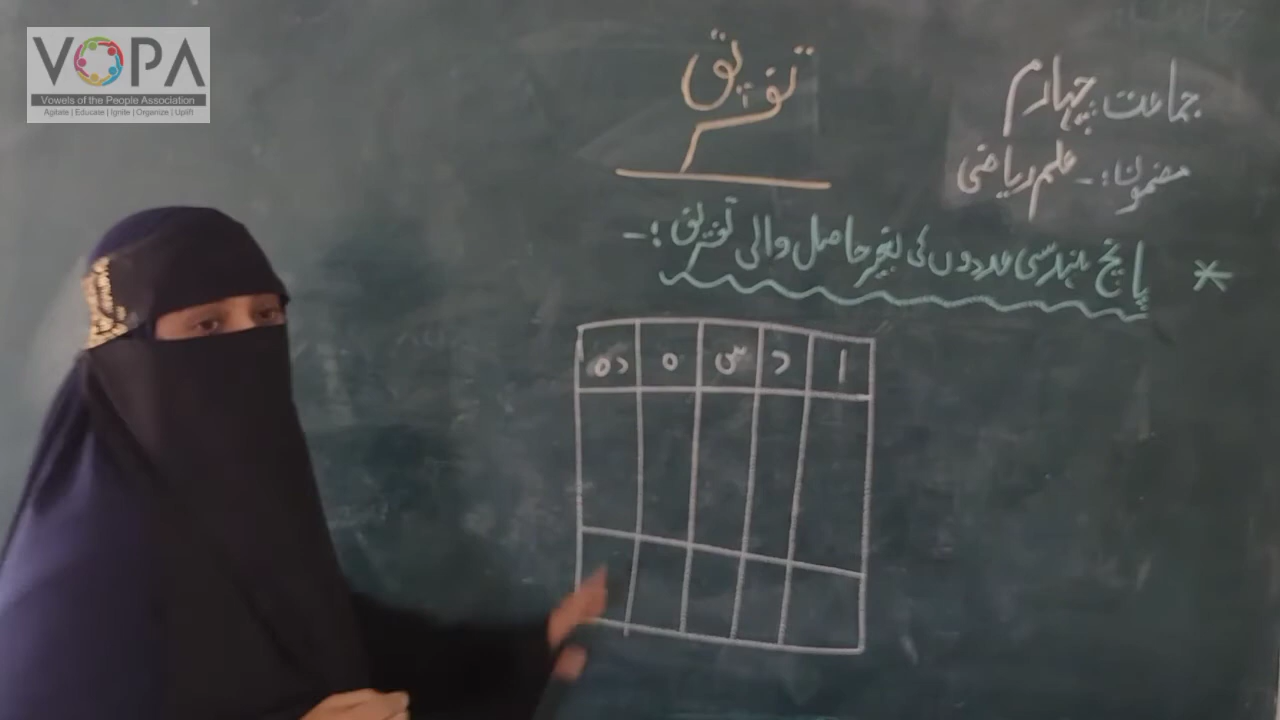 VOPA
Vowels of the People Association
Agitate | Educate | Ignite | Organize | Uplift
تفریق
جماعت چہارم
مضمون :- علم ریاضی
* پانچ ہندسی عددوں کی بغیر حاصل والی تفریق :-
ا د س ہ دہ